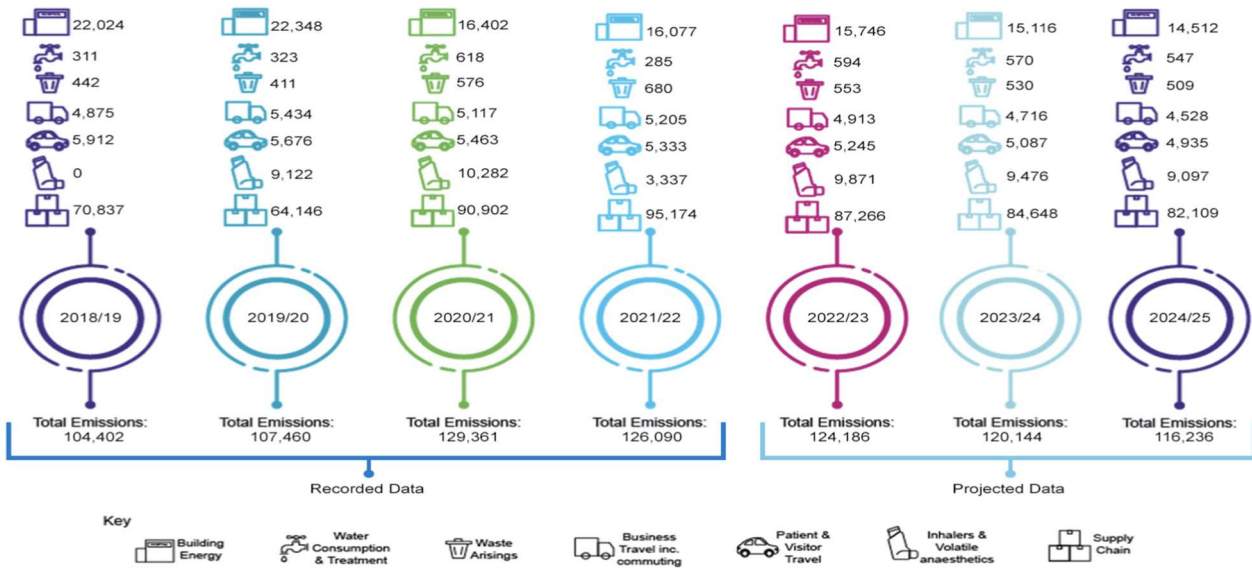 22,024
311
442
4,875
5,912
0
70,837
2018/19
Total Emissions:
104,402
22,348
323
411
5,434
5,676
9,122
64,146
2019/20
Total Emissions:
107,460
16,402
618
576
5,117
5,463
10,282
90,902
2020/21
Total Emissions:
129,361
16,077
285
680
5,205
5,333
3,337
95,174
2021/22
Total Emissions:
126,090
15,746
594
553
4,913
5,245
9,871
87,266
2022/23
Total Emissions:
124,186
15,116
570
530
4,716
5,087
9,476
84,648
2023/24
Total Emissions:
120,144
14,512
547
509
4,528
4,935
9,097
82,109
2024/25
Total Emissions:
116,236
Recorded Data
Projected Data
Key
Building
Energy
Water
Consumption
& Treatment
Waste
Arisings
Business
Travel inc.
commuting
Patient &
Visitor
Travel
Inhalers &
Volatile
anaesthetics
Supply
Chain